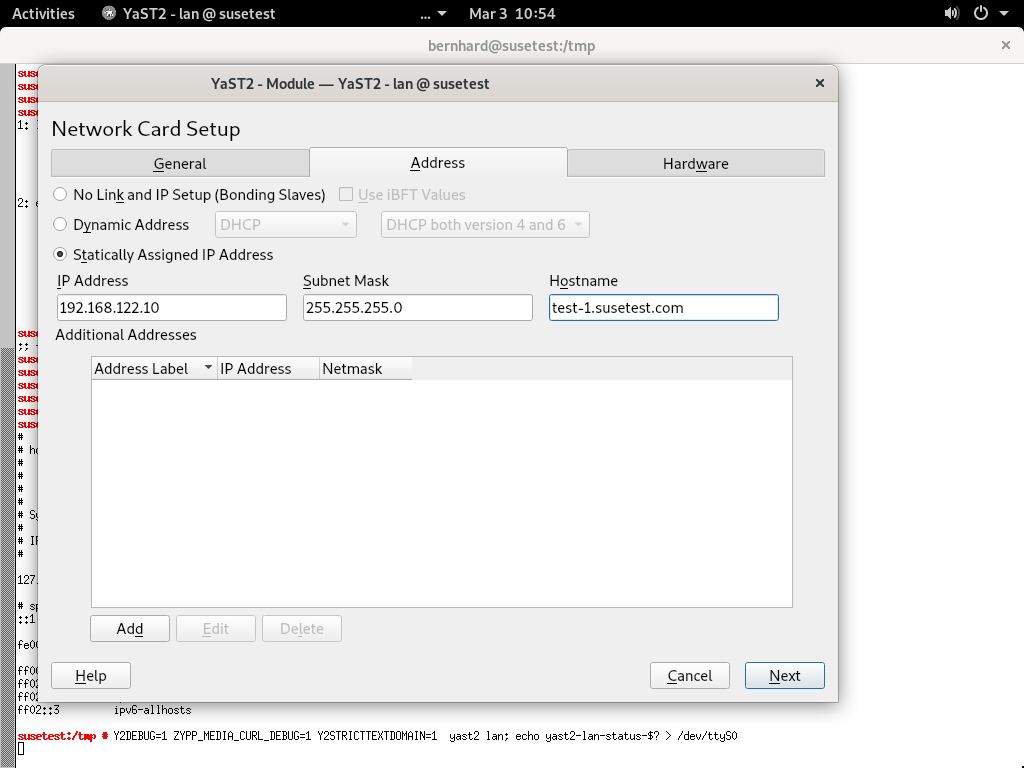 Activities YaST2 - lan @ susetest ... Mar 3 10:54
bernhard@susetest:/tmp
YaST2 - Module — YaST2 - lan @ susetest
Network Card Setup
General Address Hardware
No Link and IP Setup (Bonding Slaves) Use iBFT Values
Dynamic Address DHCP DHCP both version 4 and 6
Statically Assigned IP Address
IP Address Subnet Mask Hostname
192.168.122.10 255.255.255.0 test-1.susetest.com
Additional Addresses
Address Label IP Address Netmask
Add Edit Delete
Help Cancel Next
1:
2:
;;
#
#
#
#
#
#
#
# IP
#
127.
::1
ff02::3 ipv6-allhosts
susetest:/tmp # Y2DEBUG=1 ZYPP_MEDIA_CURL_DEBUG=1 Y2STRICTTEXTDOMAIN=1 yast2 lan; echo yast2-lan-status-$? > /dev/ttyS0